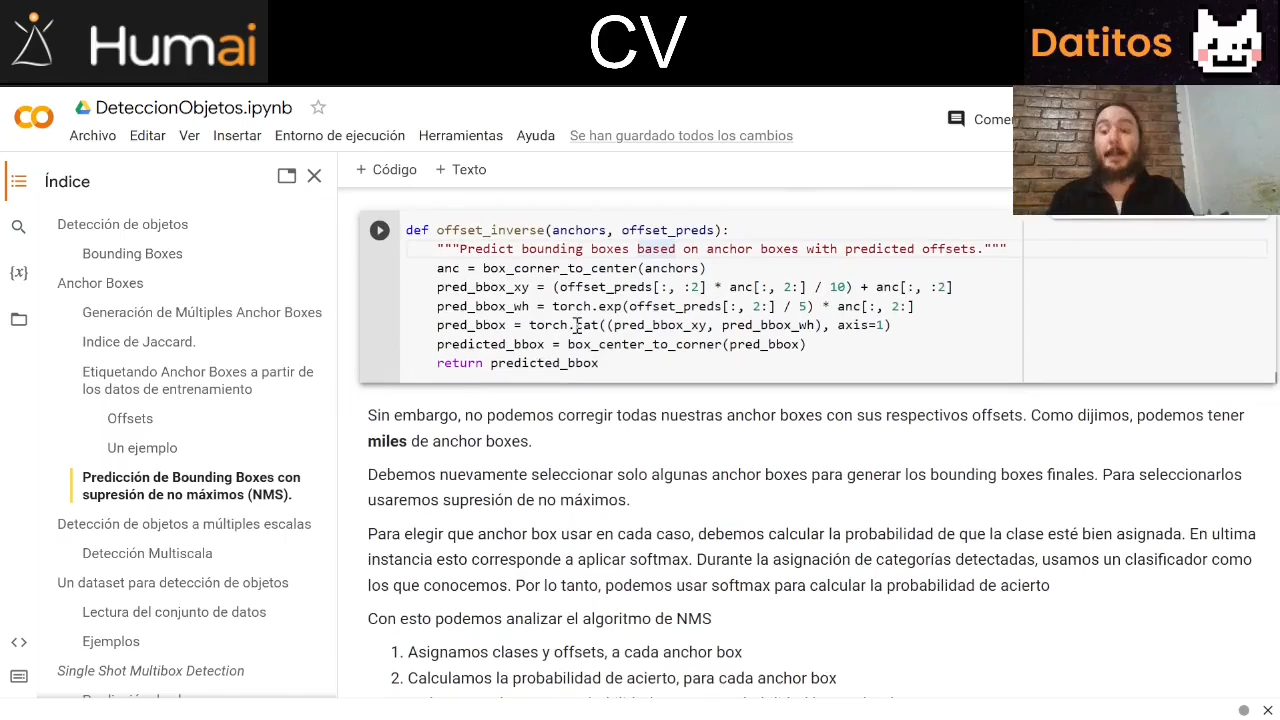 Humai
CV
Datitos
DeteccionObjetos.ipynb
Archivo Editar Ver Insertar Entorno de ejecución Herramientas Ayuda Se han guardado todos los cambios
Índice
+ Código + Texto
Detección de objetos
Bounding Boxes
Anchor Boxes
Generación de Múltiples Anchor Boxes
Indice de Jaccard.
Etiquetando Anchor Boxes a partir de
los datos de entrenamiento
Offsets
Un ejemplo
Predicción de Bounding Boxes con
supresión de no máximos (NMS).
Detección de objetos a múltiples escalas
Detección Multiscala
Un dataset para detección de objetos
Lectura del conjunto de datos
Ejemplos
Single Shot Multibox Detection
def offset_inverse(anchors, offset_preds):
"""Predict bounding boxes based on anchor boxes with predicted offsets."""
anc = box_corner_to_center(anchors)
pred_bbox_xy = (offset_preds[:, :2] * anc[:, 2:] / 10) + anc[:, :2]
pred_bbox_wh = torch.exp(offset_preds[:, 2:] / 5) * anc[:, 2:]
pred_bbox = torch.cat((pred_bbox_xy, pred_bbox_wh), axis=1)
predicted_bbox = box_center_to_corner(pred_bbox)
return predicted_bbox
Sin embargo, no podemos corregir todas nuestras anchor boxes con sus respectivos offsets. Como dijimos, podemos tener
miles de anchor boxes.
Debemos nuevamente seleccionar solo algunas anchor boxes para generar los bounding boxes finales. Para seleccionarlos
usaremos supresión de no máximos.
Para elegir que anchor box usar en cada caso, debemos calcular la probabilidad de que la clase esté bien asignada. En ultima
instancia esto corresponde a aplicar softmax. Durante la asignación de categorías detectadas, usamos un clasificador como
los que conocemos. Por lo tanto, podemos usar softmax para calcular la probabilidad de acierto
Con esto podemos analizar el algoritmo de NMS
1. Asignamos clases y offsets, a cada anchor box
2. Calculamos la probabilidad de acierto, para cada anchor box